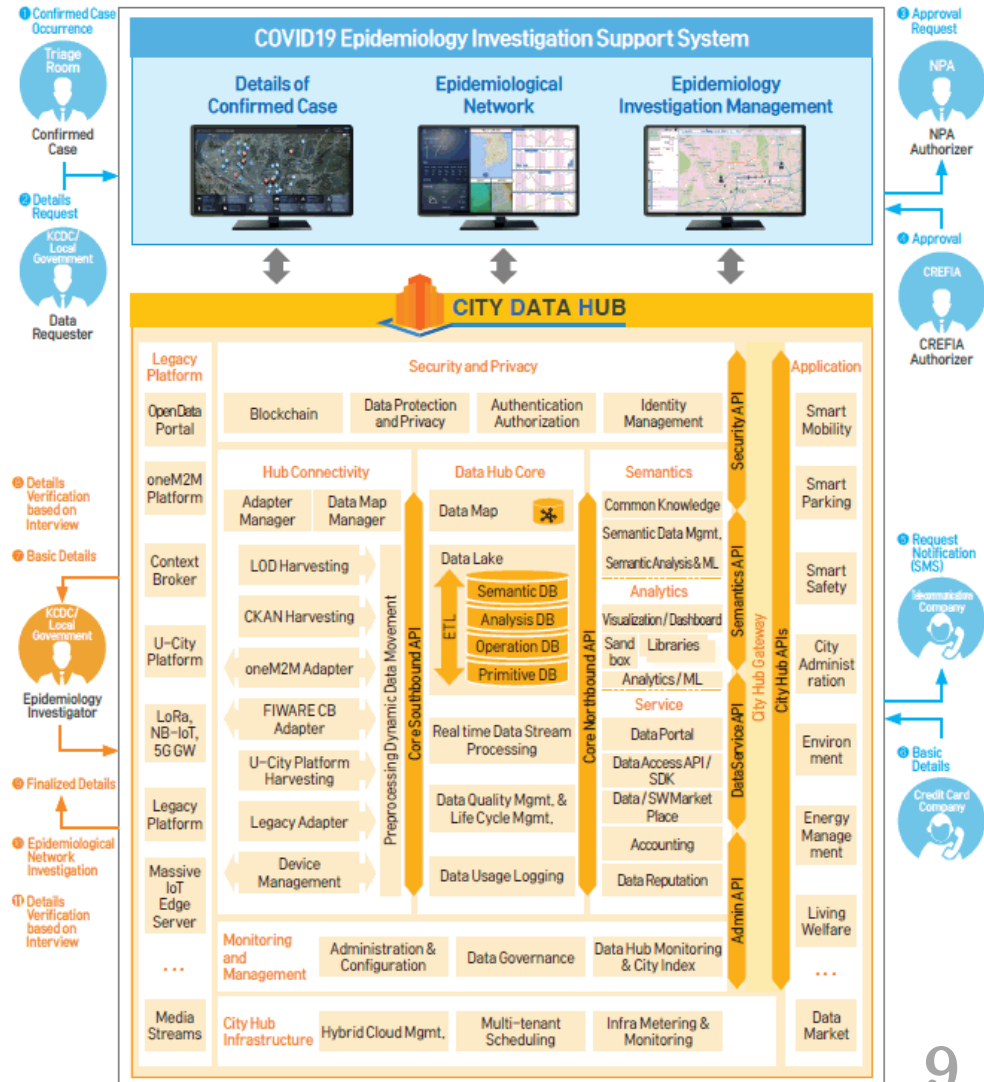 ❶ Confirmed Case
Occurrence
Triage
Room
Confirmed
Case
❷ Details
Request
KCDC/
Local
Government
Data
Requester
❽ Details
Verification
based on
Interview
❼ Basic Details
KCDC/
Local
Government
Epidemiology
Investigator
❾ Finalized Details
❿ Epidemiological
Network
Investigation
⓫ Details
Verification
based on
Interview
COVID19 Epidemiology Investigation Support System
Details of
Confirmed Case
Epidemiological
Network
Epidemiology
Investigation Management
CITY DATA HUB
Legacy
Platform
Open Data
Portal
oneM2M
Platform
Context
Broker
U-City
Platform
LoRa,
NB-IoT,
5G GW
Legacy
Platform
Massive
IoT
Edge
Server
...
Media
Streams
Security and Privacy
Blockchain
Data Protection
and Privacy
Authentication
Authorization
Identity
Management
Hub Connectivity
Adapter
Manager
Data Map
Manager
LOD Harvesting
CKAN Harvesting
oneM2M Adapter
FIWARE CB
Adapter
U-City Platform
Harvesting
Legacy Adapter
Device
Management
Preprocessing Dynamic Data Movement
Core Southbound API
Data Hub Core
Data Map
Data Lake
ETL
Semantic DB
Analysis DB
Operation DB
Primitive DB
Real time Data Stream
Processing
Data Quality Mgmt. &
Life Cycle Mgmt.
Data Usage Logging
Core Northbound API
Semantics
Common Knowledge
Semantic Data Mgmt.
Semantic Analysis & ML
Analytics
Visualization / Dashboard
Sand
box
Libraries
Analytics / ML
Service
Data Portal
Data Access API /
SDK
Data / SW Market
Place
Accounting
Data Reputation
Security API
Semantics API
Data Service API
Admin API
City Hub Gateway
City Hub APIs
Monitoring
and
Management
Administration &
Configuration
Data Governance
Data Hub Monitoring
& City Index
City Hub
Infrastructure
Hybrid Cloud Mgmt.
Multi-tenant
Scheduling
Infra Metering &
Monitoring
Application
Smart
Mobility
Smart
Parking
Smart
Safety
City
Administ
ration
Environ
ment
Energy
Manage
ment
Living
Welfare
...
Data
Market
❸ Approval
Request
NPA
NPA
Authorizer
❹ Approval
CREFIA
CREFIA
Authorizer
❺ Request
Notification
(SMS)
Telecommunications
Company
❻ Basic
Details
Credit Card
Company
9